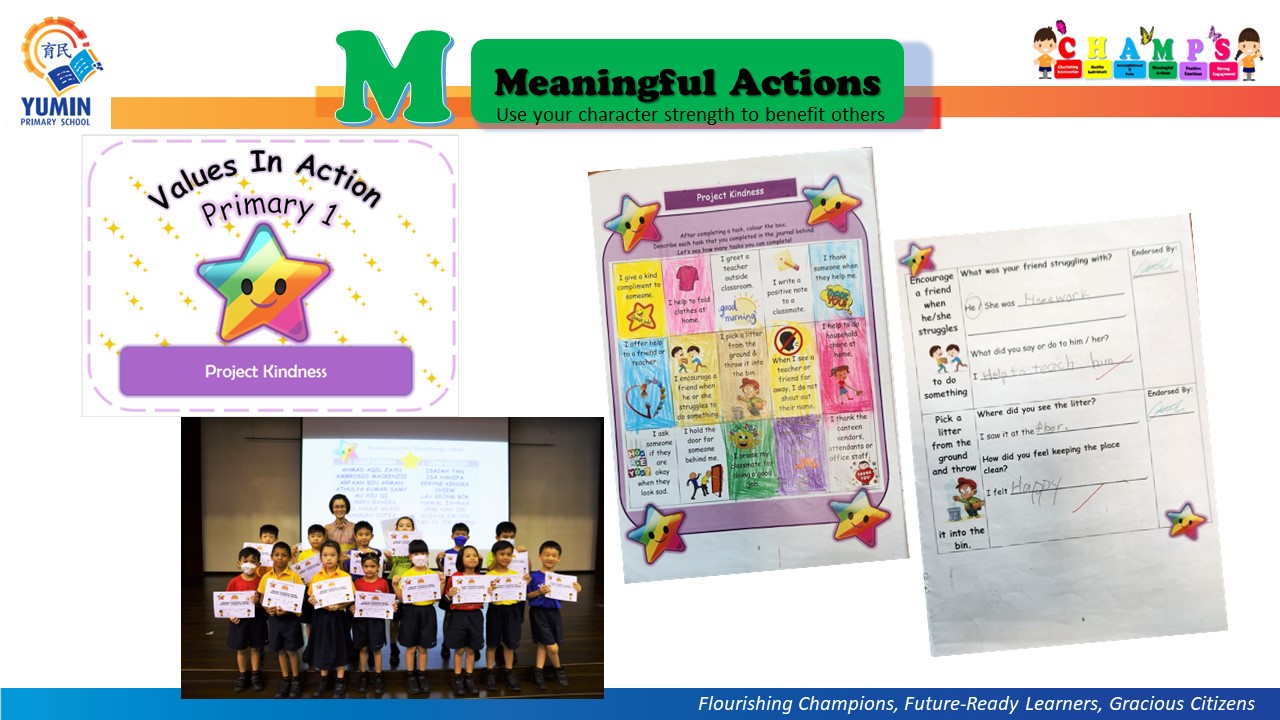 育民
YUMIN
PRIMARY SCHOOL
M
Meaningful Actions
Use your character strength to benefit others
CHAMPS
Values In Action
Primary 1
Project Kindness
Project Kindness
After completing a task, colour the box.
Describe each task that you completed in the journal behind.
Let's see how many tasks you can complete!
I give a kind
compliment to
someone.
I help to fold
clothes at
home.
I greet a
teacher
outside
classroom.
good
morning
I write a
positive note
to a
classmate.
I thank
someone when
they help me.
THANK
YOU!
I offer help
to a friend or
teacher
I encourage a
friend when
he or she
struggles to
do something
I pick a litter
from the
ground &
throw it into
the bin.
When I see a
teacher or
friend far
away, I do not
shout out
their name.
I help to do
household
chore at
home.
I ask
someone
if they
are
okay
when they
look sad.
I hold the
door for
someone
behind me.
I praise my
classmate for
doing a good
job.
I thank the
canteen
vendors,
attendants or
office staff.
Encourage
a friend
when
he/she
struggles
to do
something
What was your friend struggling with?
He / She was Homework
What did you say or do to him / her?
I Help to teach him
Endorsed By:
Pick a
litter
from the
ground
and throw
it into the
bin.
Where did you see the litter?
I saw it at the floor.
How did you feel keeping the place
clean?
I felt Happy
Endorsed By:
6
Flourishing Champions, Future-Ready Learners, Gracious Citizens